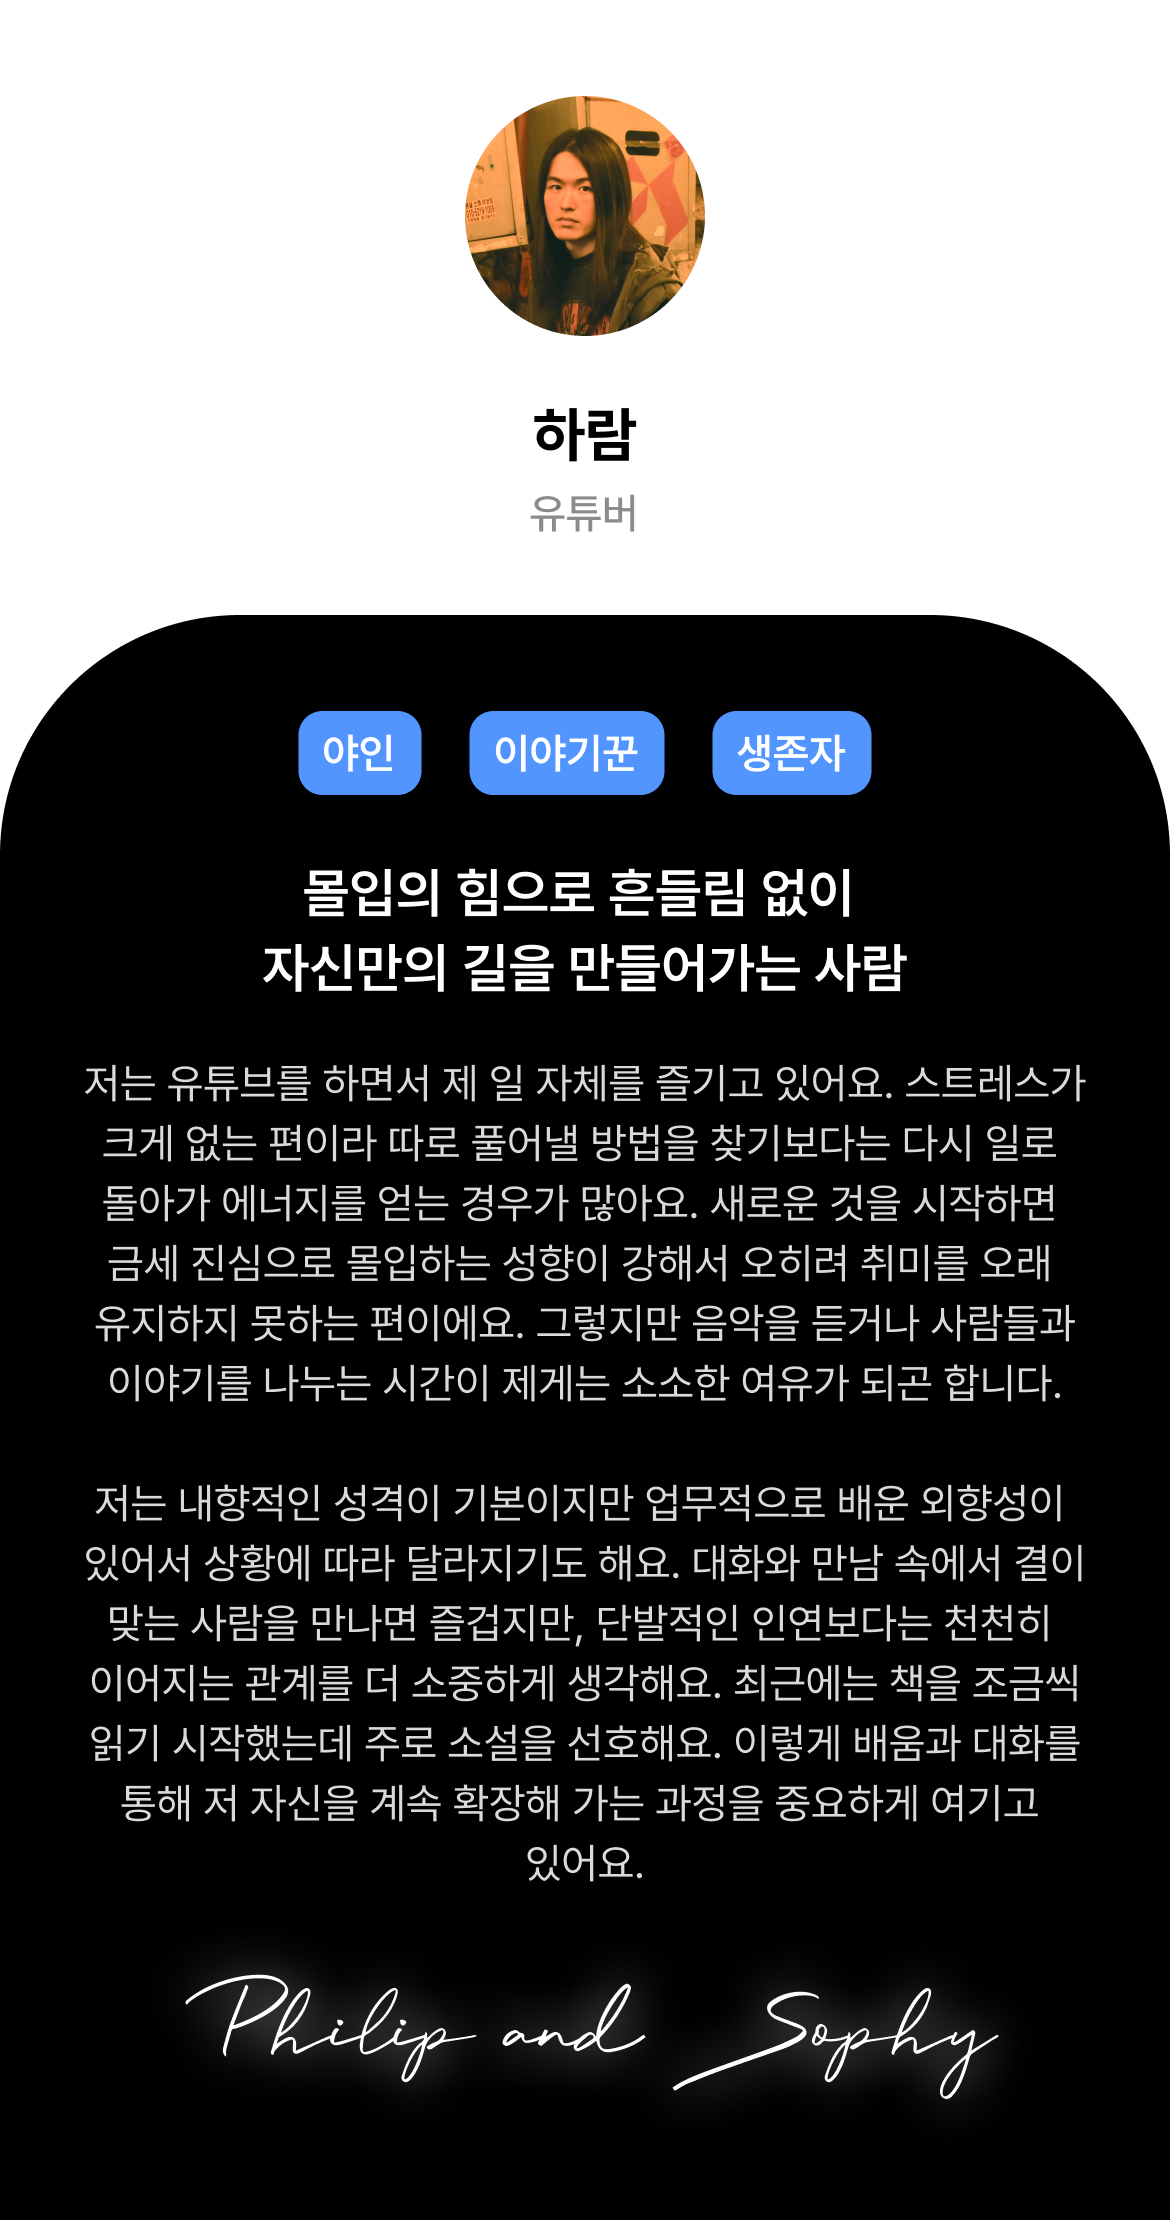 하람
유튜버
야인 이야기꾼 생존자
몰입의 힘으로 흔들림 없이
자신만의 길을 만들어가는 사람
저는 유튜브를 하면서 제 일 자체를 즐기고 있어요. 스트레스가
크게 없는 편이라 따로 풀어낼 방법을 찾기보다는 다시 일로
돌아가 에너지를 얻는 경우가 많아요. 새로운 것을 시작하면
금세 진심으로 몰입하는 성향이 강해서 오히려 취미를 오래
유지하지 못하는 편이에요. 그렇지만 음악을 듣거나 사람들과
이야기를 나누는 시간이 제게는 소소한 여유가 되곤 합니다.
저는 내향적인 성격이 기본이지만 업무적으로 배운 외향성이
있어서 상황에 따라 달라지기도 해요. 대화와 만남 속에서 결이
맞는 사람을 만나면 즐겁지만, 단발적인 인연보다는 천천히
이어지는 관계를 더 소중하게 생각해요. 최근에는 책을 조금씩
읽기 시작했는데 주로 소설을 선호해요. 이렇게 배움과 대화를
통해 저 자신을 계속 확장해 가는 과정을 중요하게 여기고
있어요.
Philip and Sophy